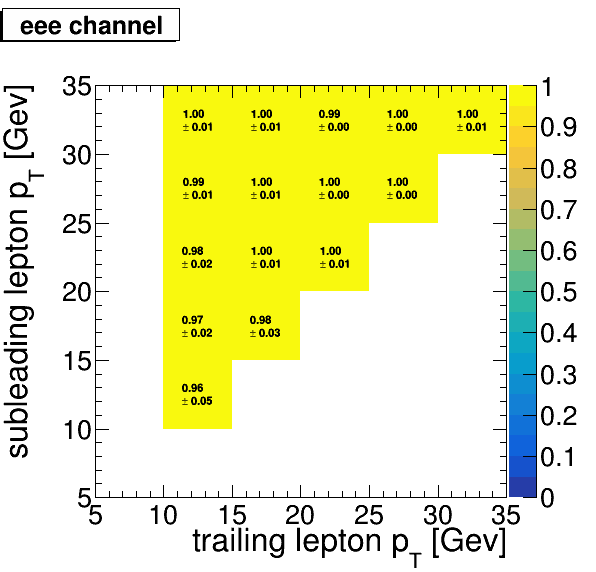 eee channel
subleading lepton pT [Gev]
35
30
25
20
15
10
5
1.00 1.00 0.99 1.00 1.00
± 0.01 ± 0.01 ± 0.00 ± 0.00 ± 0.01
0.99 1.00 1.00 1.00
± 0.01 ± 0.01 ± 0.00 ± 0.00
0.98 1.00 1.00
± 0.02 ± 0.01 ± 0.01
0.97 0.98
± 0.02 ± 0.03
0.96
± 0.05
1
0.9
0.8
0.7
0.6
0.5
0.4
0.3
0.2
0.1
0
5 10 15 20 25 30 35
trailing lepton pT [Gev]